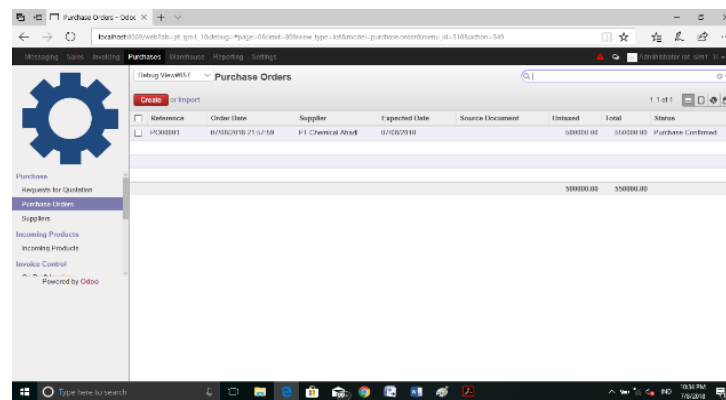 Purchase Orders - Odoo
localhost:8069/web?db=pt_sjm1_1&debug=#page=0&limit=80&view_type=list&model=purchase.order&menu_id=310&action=349
Messaging Sales Invoicing Purchases Warehouse Reporting Settings
Debug View#657
Purchase Orders
Create or Import
1-1 of 1
Reference Order Date Supplier Expected Date Source Document Untaxed Total Status
PO00001 07/08/2018 21:57:59 PT Chemical Abadi 07/08/2018 500000.00 550000.00 Purchase Confirmed
500000.00 550000.00
Purchase
Requests for Quotation
Purchase Orders
Suppliers
Incoming Products
Incoming Products
Invoice Control
Powered by Odoo
Type here to search
IND
10:34 PM
7/8/2018